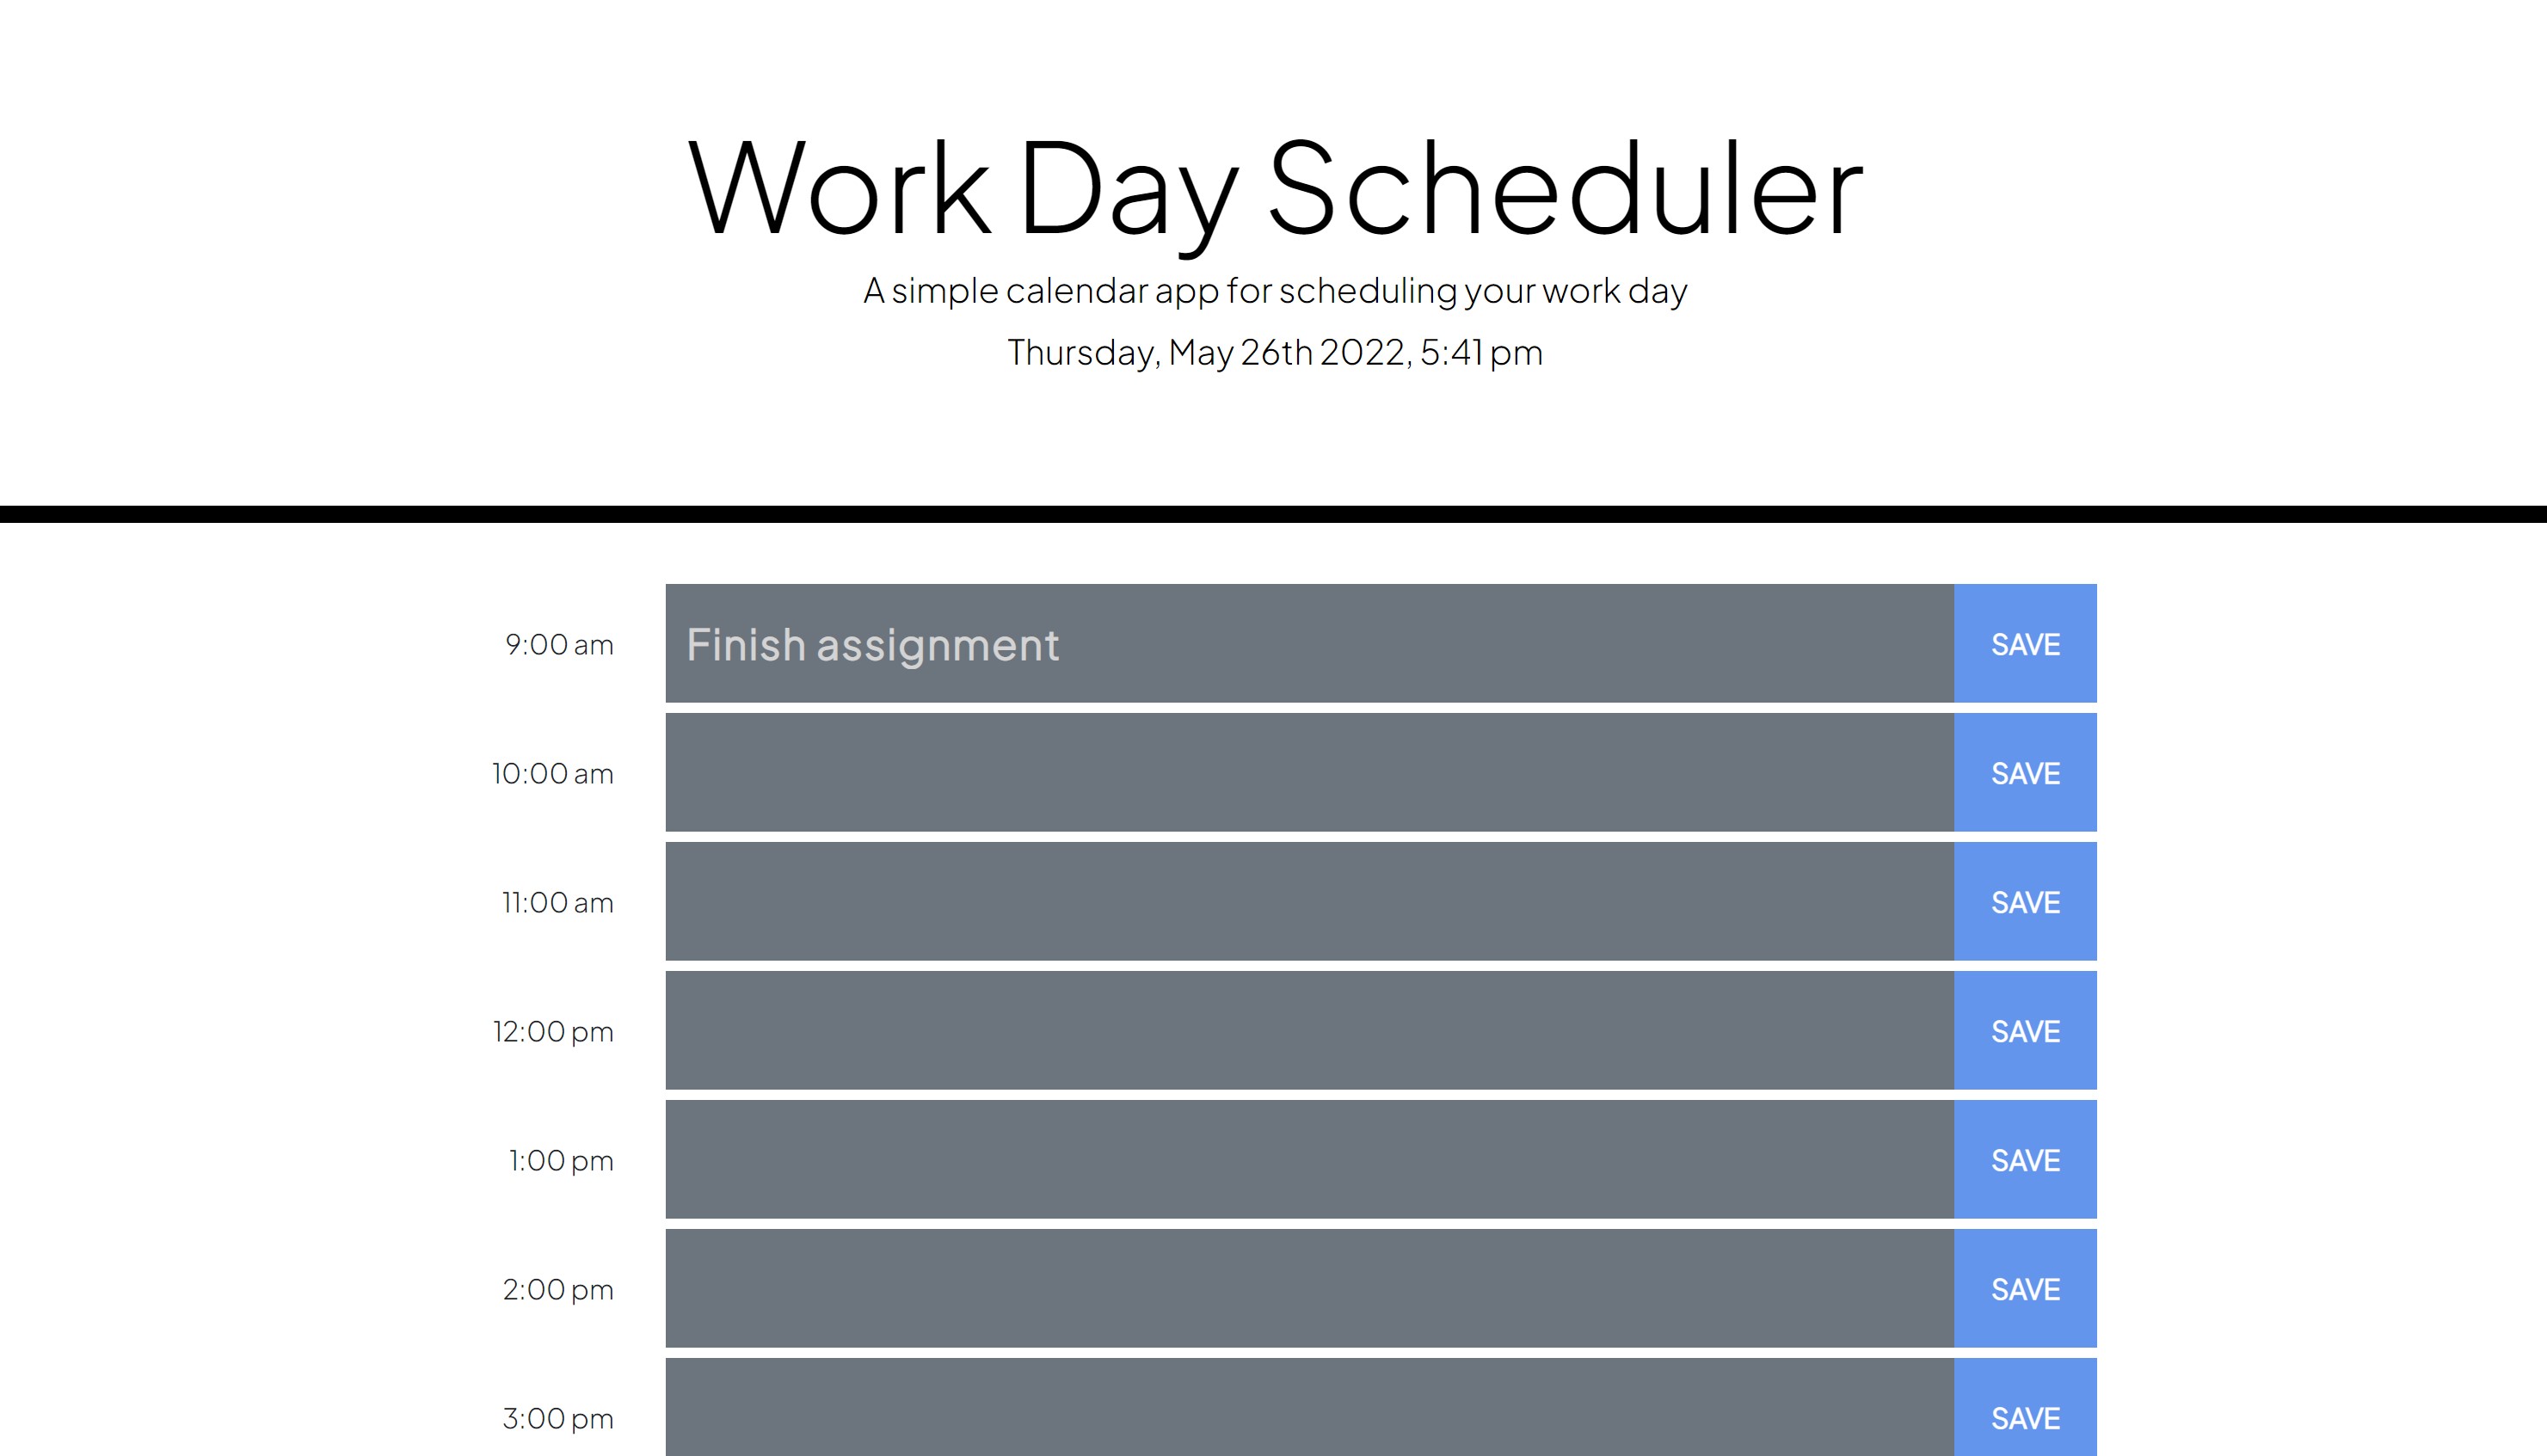 Work Day Scheduler
A simple calendar app for scheduling your work day
Thursday, May 26th 2022, 5:41 pm
9:00 am Finish assignment SAVE
10:00 am SAVE
11:00 am SAVE
12:00 pm SAVE
1:00 pm SAVE
2:00 pm SAVE
3:00 pm SAVE